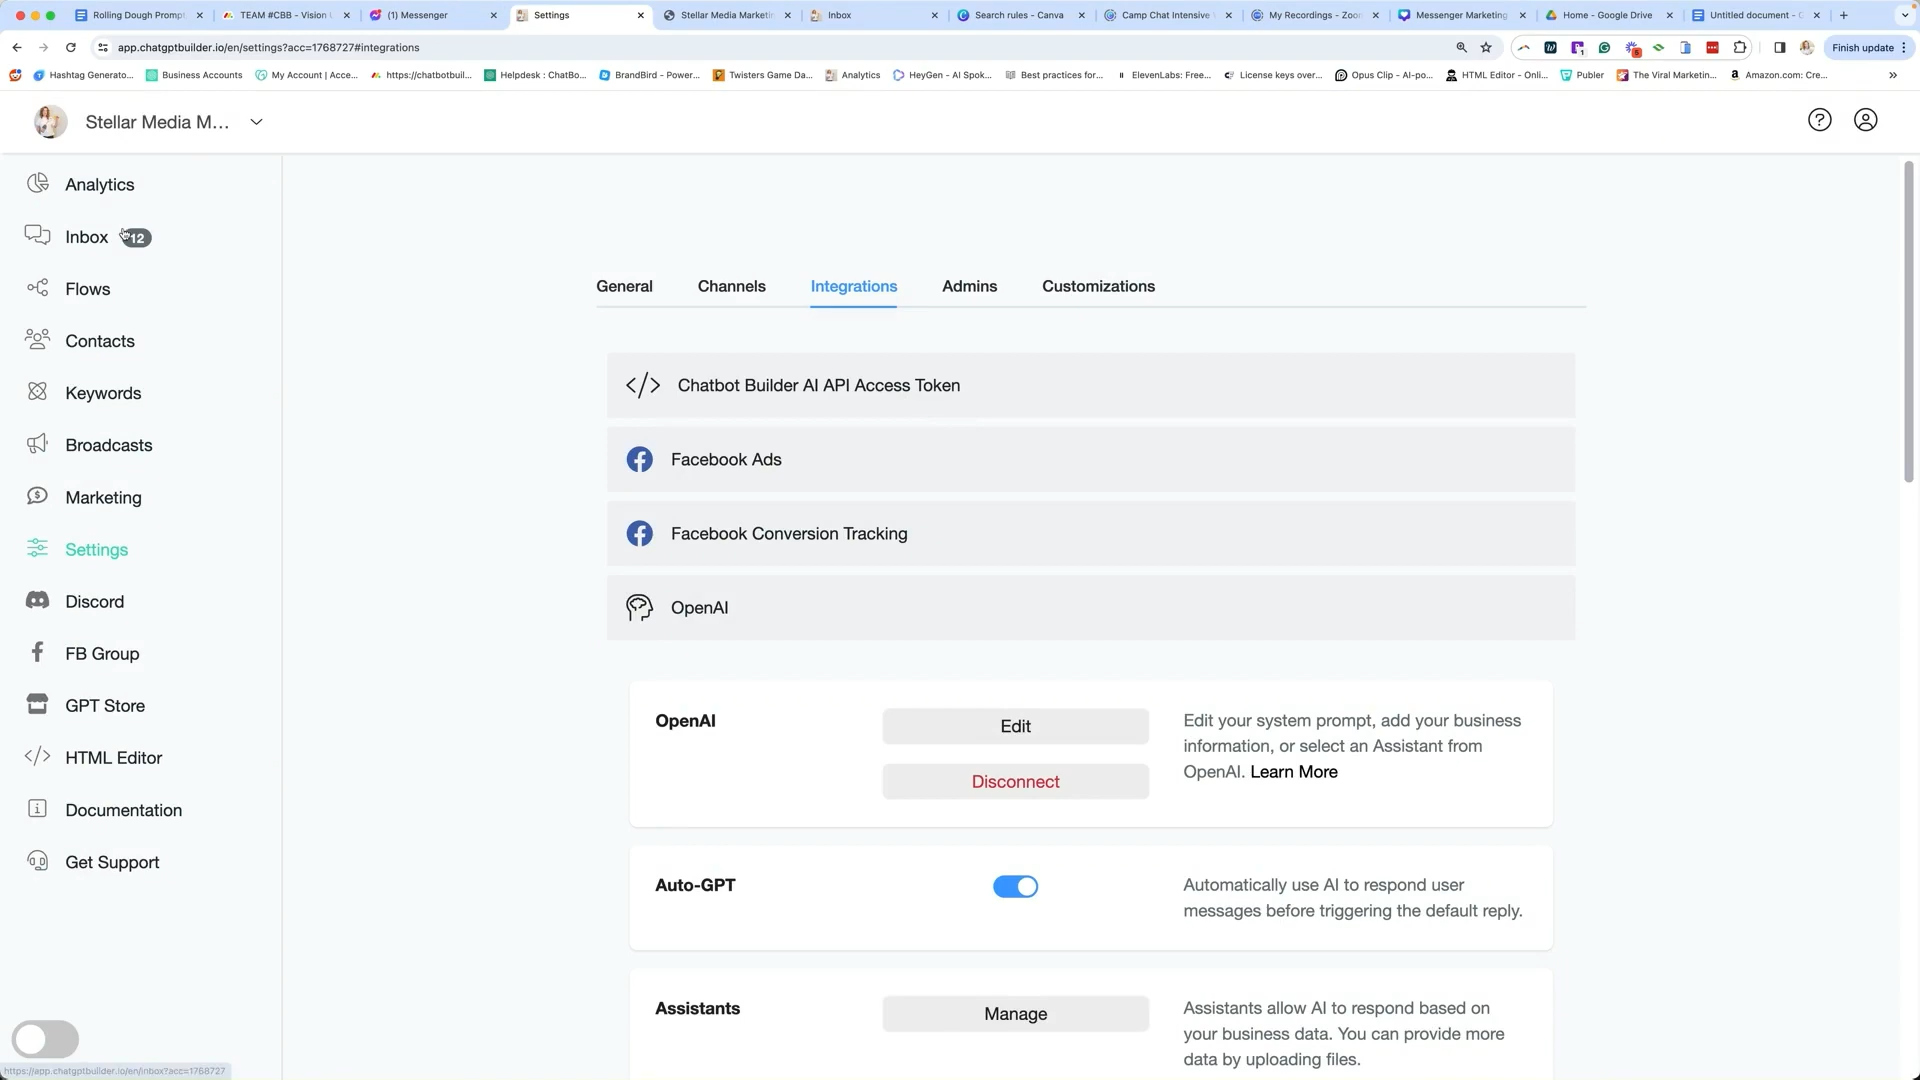 Rolling Dough Prompt
TEAM #CBB - Vision
(1) Messenger
Settings
Stellar Media Marketin
Inbox
Search rules - Canva
Camp Chat Intensive
My Recordings - Zoom
Messenger Marketing
Home - Google Drive
Untitled document -
app.chatgptbuilder.io/en/settings?acc=1768727#integrations
Finish update
Hashtag Generato...
Business Accounts
My Account | Acce...
https://chatbotbuil...
Helpdesk : ChatBo...
BrandBird - Power...
Twisters Game Da...
Analytics
HeyGen - AI Spok...
Best practices for...
ElevenLabs: Free...
License keys over...
Opus Clip - AI-po...
HTML Editor - Onli...
Publer
The Viral Marketin...
Amazon.com: Cre...
Stellar Media M...
Analytics
Inbox 12
Flows
Contacts
Keywords
Broadcasts
Marketing
Settings
Discord
FB Group
GPT Store
HTML Editor
Documentation
Get Support
General
Channels
Integrations
Admins
Customizations
Chatbot Builder AI API Access Token
Facebook Ads
Facebook Conversion Tracking
OpenAI
OpenAI
Edit
Disconnect
Edit your system prompt, add your business
information, or select an Assistant from
OpenAI. Learn More
Auto-GPT
Automatically use AI to respond user
messages before triggering the default reply.
Assistants
Manage
Assistants allow AI to respond based on
your business data. You can provide more
data by uploading files.
https://app.chatgptbuilder.io/en/inbox?acc=1768727